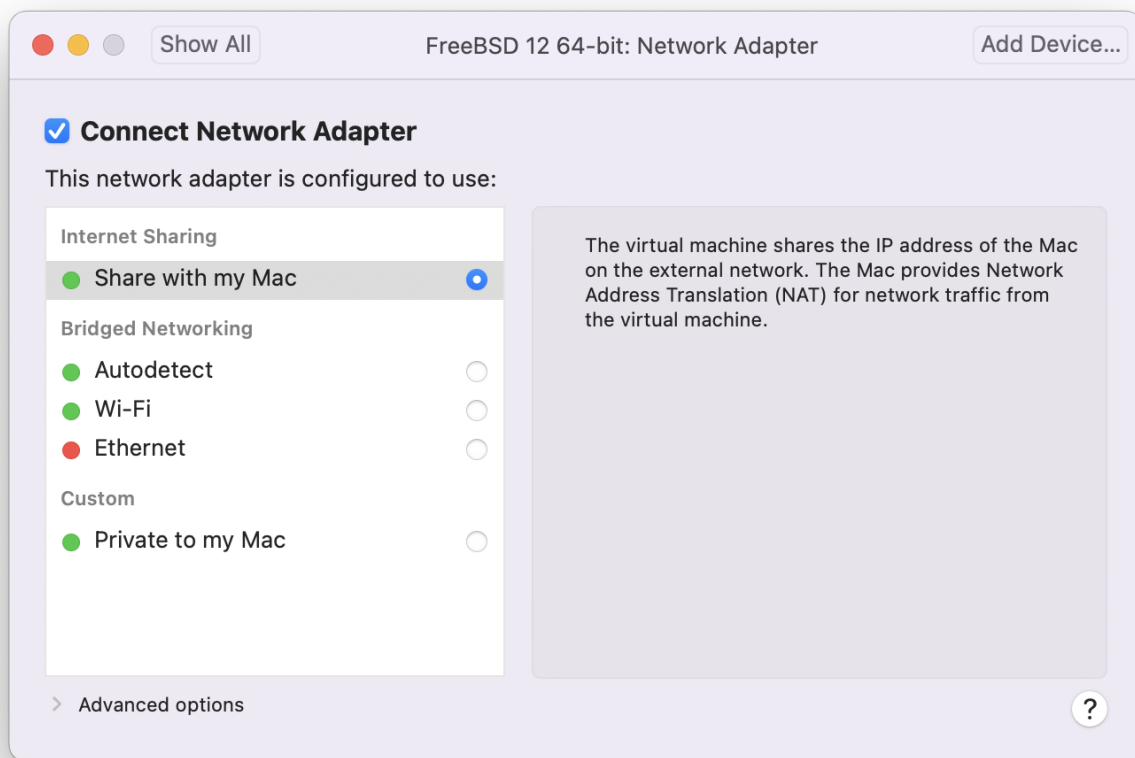 Show All
FreeBSD 12 64-bit: Network Adapter
Add Device...
Connect Network Adapter
This network adapter is configured to use:
Internet Sharing
Share with my Mac
Bridged Networking
Autodetect
Wi-Fi
Ethernet
Custom
Private to my Mac
The virtual machine shares the IP address of the Mac
on the external network. The Mac provides Network
Address Translation (NAT) for network traffic from
the virtual machine.
Advanced options
?